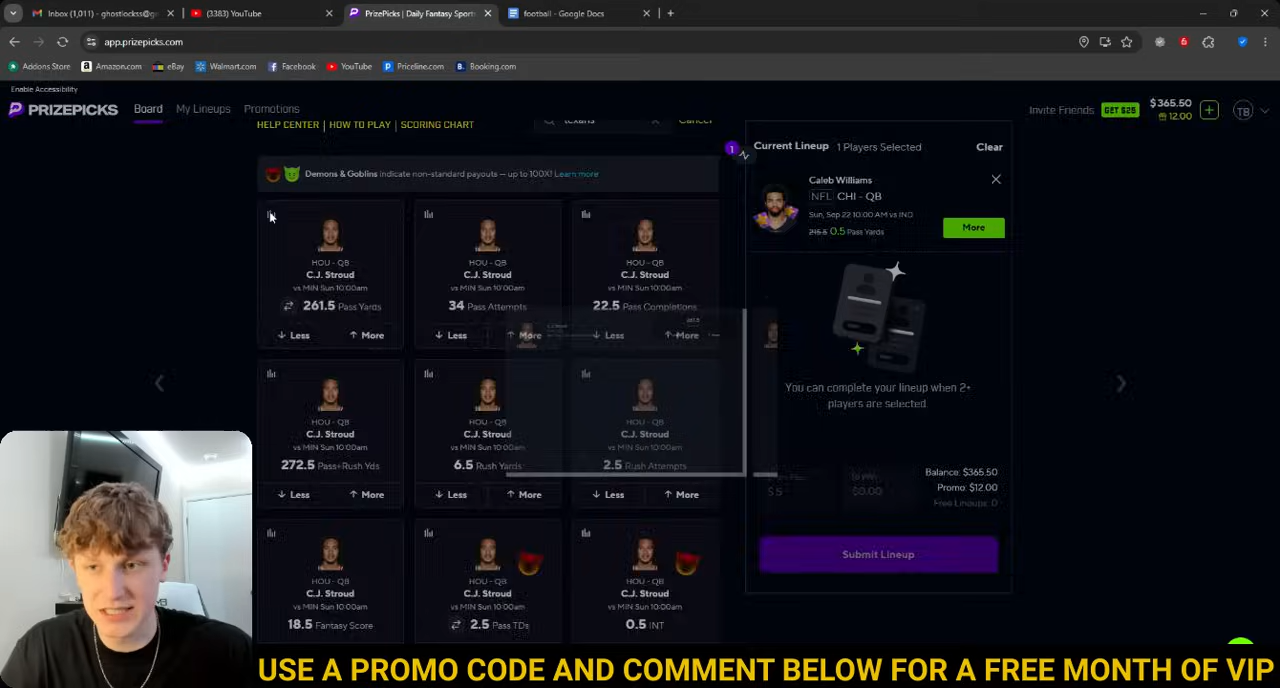 Inbox (1,011) - ghostlockss@g
(3383) YouTube
PrizePicks | Daily Fantasy Sport
football - Google Docs
app.prizepicks.com
Addons Store
Amazon.com
eBay
Walmart.com
Facebook
YouTube
Priceline.com
Booking.com
Enable Accessibility
PRIZEPICKS
Board
My Lineups
Promotions
Invite Friends
GET $25
$365.50
12.00
TB
HELP CENTER | HOW TO PLAY | SCORING CHART
texans
Cancel
Demons & Goblins indicate non-standard payouts – up to 100X! Learn more
HOU - QB
C.J. Stroud
vs MIN Sun 10:00am
261.5 Pass Yards
Less
More
HOU - QB
C.J. Stroud
vs MIN Sun 10:00am
34 Pass Attempts
Less
More
HOU - QB
C.J. Stroud
vs MIN Sun 10:00am
22.5 Pass Completions
Less
More
HOU - QB
C.J. Stroud
vs MIN Sun 10:00am
272.5 Pass+Rush Yds
Less
More
HOU - QB
C.J. Stroud
vs MIN Sun 10:00am
6.5 Rush Yards
Less
More
HOU - QB
C.J. Stroud
vs MIN Sun 10:00am
2.5 Rush Attempts
Less
More
HOU - QB
C.J. Stroud
vs MIN Sun 10:00am
18.5 Fantasy Score
HOU - QB
C.J. Stroud
vs MIN Sun 10:00am
2.5 Pass TDs
HOU - QB
C.J. Stroud
vs MIN Sun 10:00am
0.5 INT
1
Current Lineup
1 Players Selected
Clear
Caleb Williams
NFL CHI - QB
Sun, Sep 22 10:00 AM vs IND
215.5 0.5 Pass Yards
More
You can complete your lineup when 2+
players are selected.
$5
$0.00
Balance: $365.50
Promo: $12.00
Free Lineups: 0
Submit Lineup
USE A PROMO CODE AND COMMENT BELOW FOR A FREE MONTH OF VIP